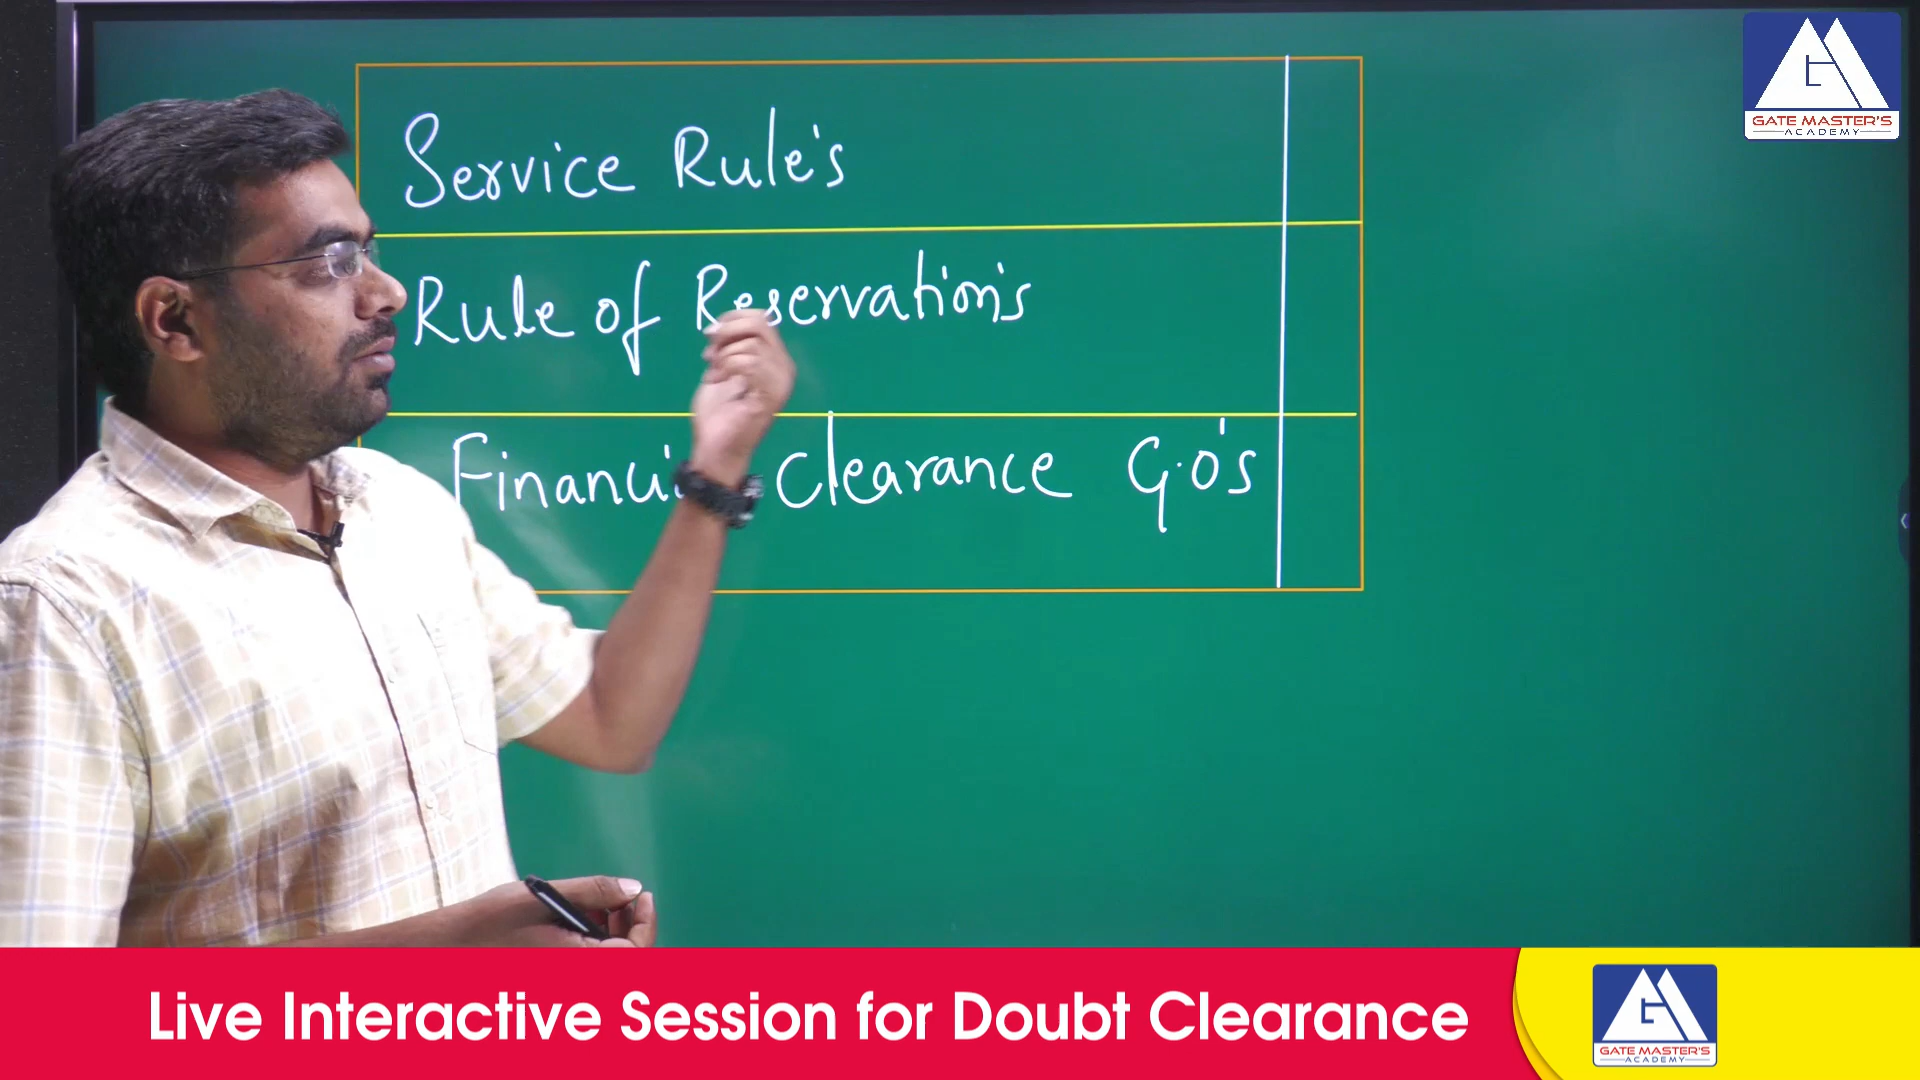 Service Rule's
Rule of Reservation's
Clearance G.O's
GATE MASTER'S
ACADEMY
Live Interactive Session for Doubt Clearance
GATE MASTER'S
ACADEMY